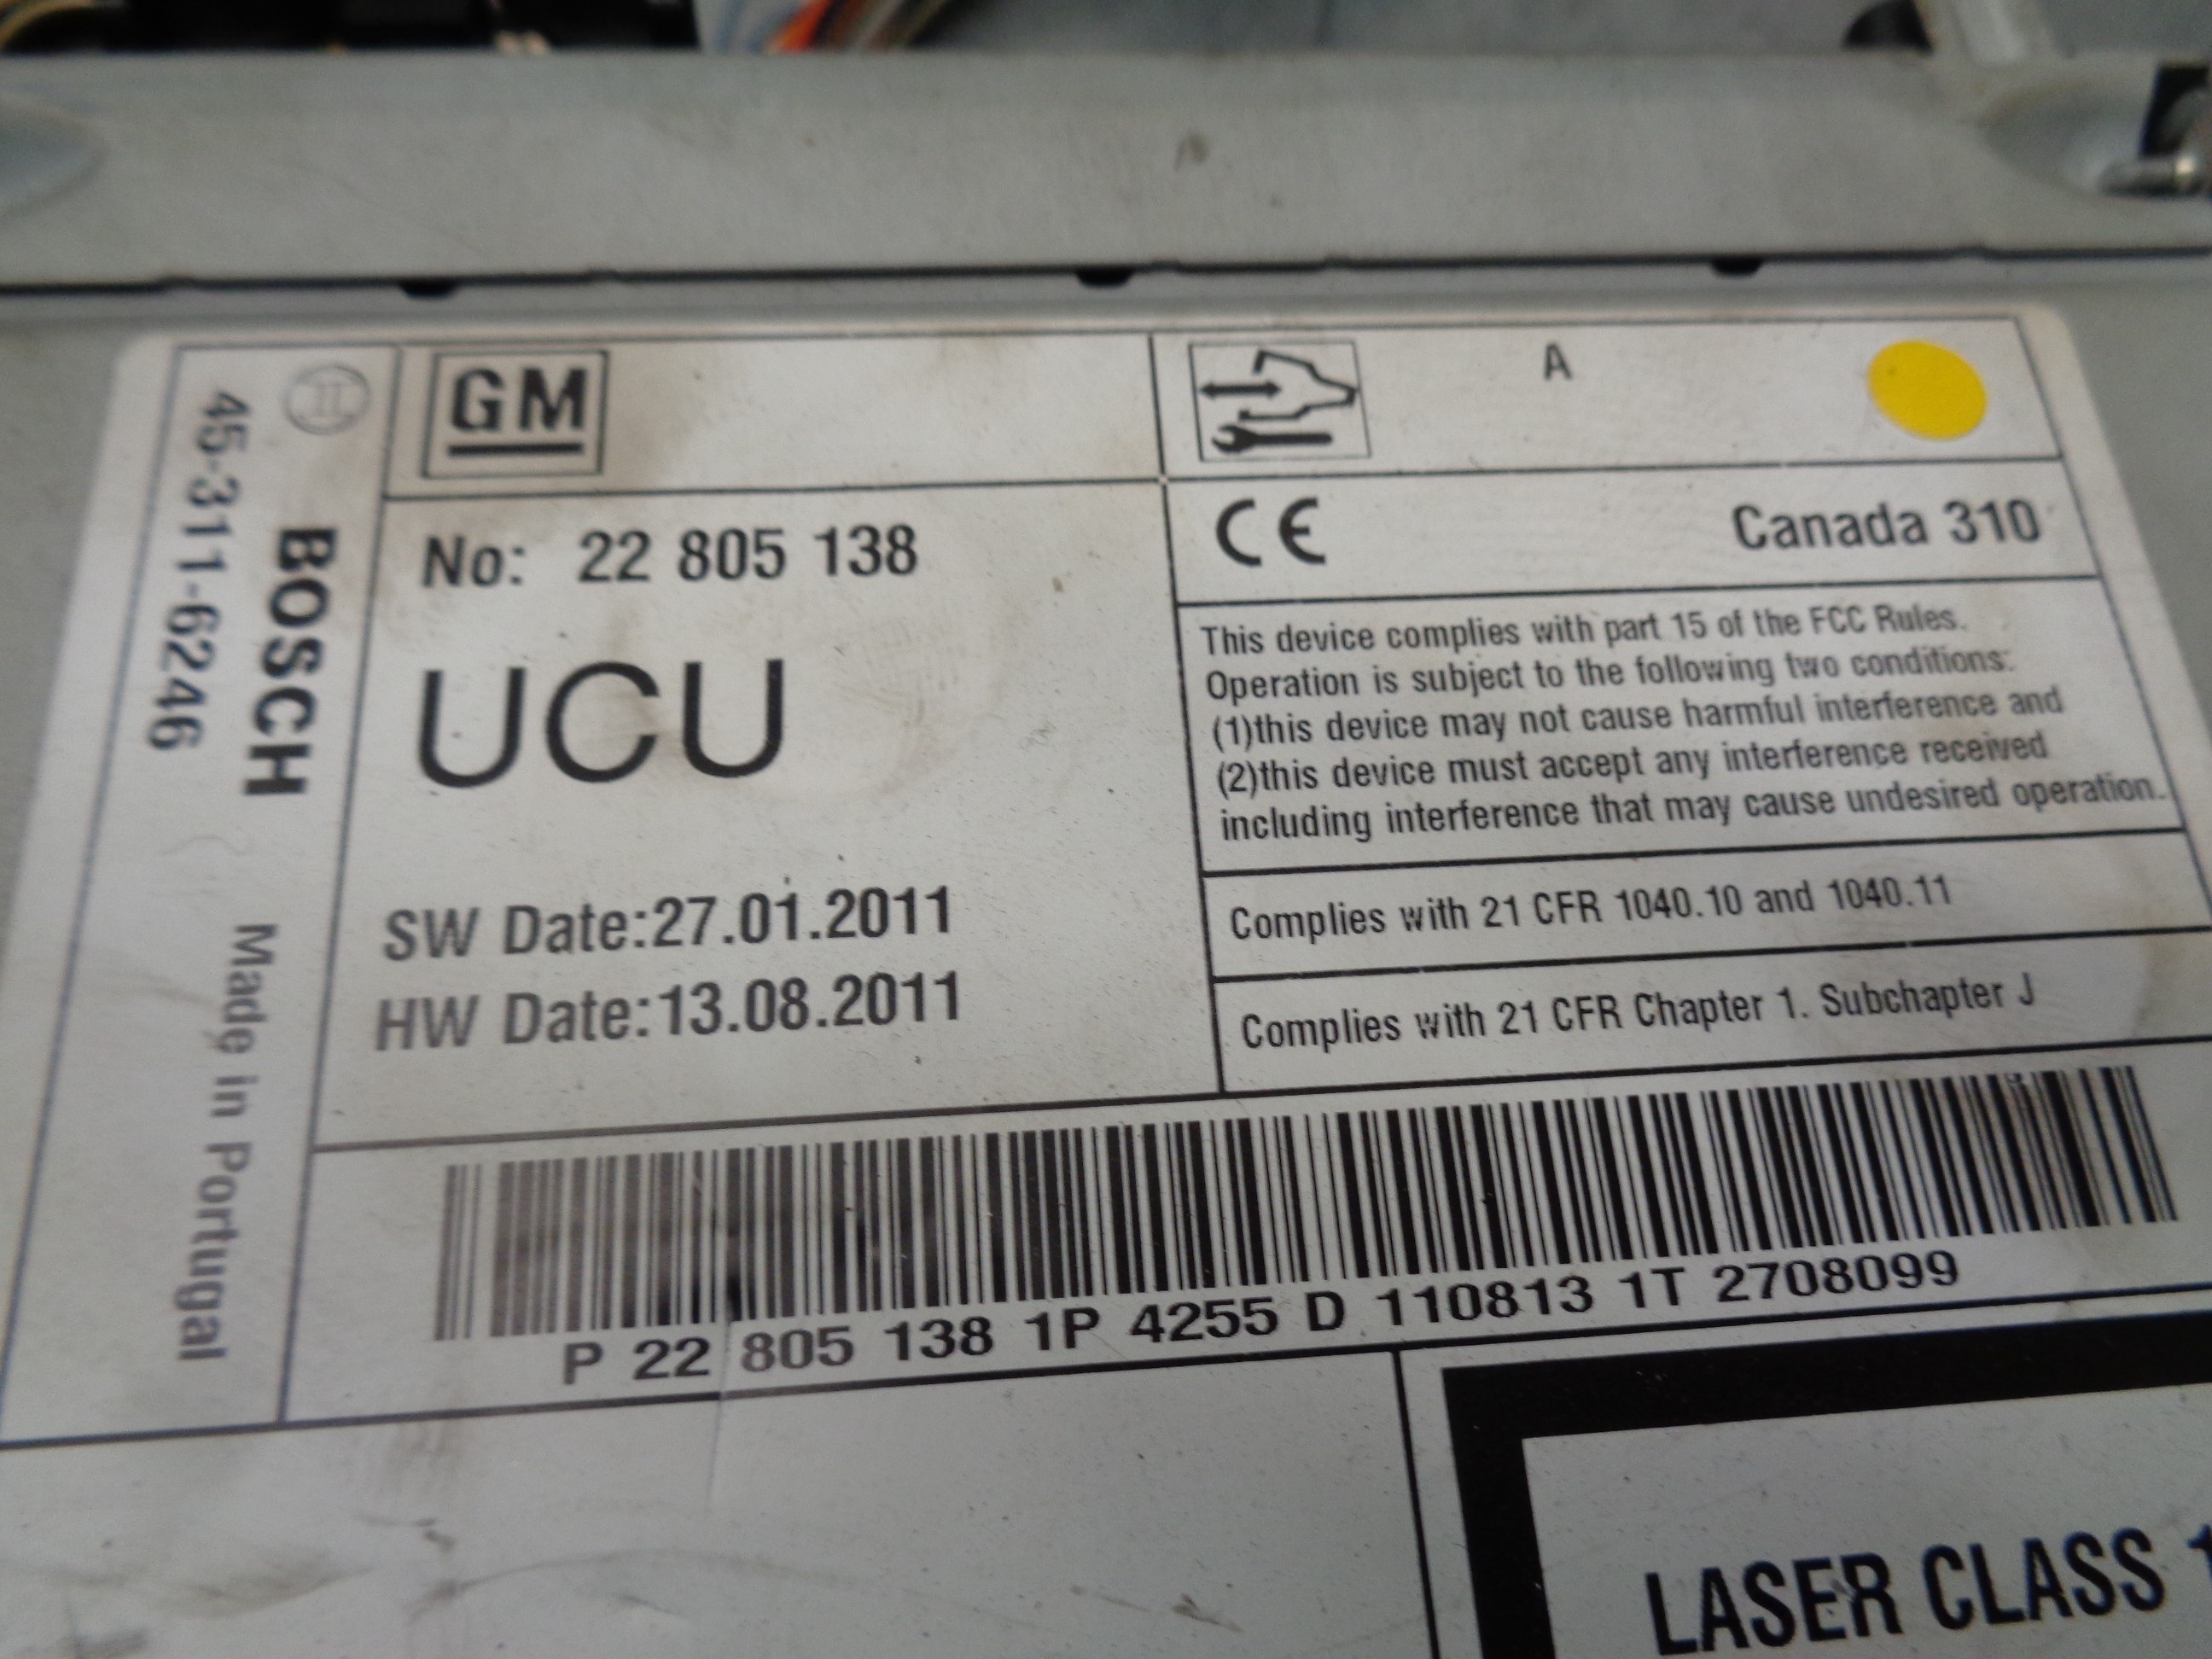 GM
A
No: 22 805 138
UCU
SW Date:27.01.2011
HW Date:13.08.2011
CE
Canada 310
This device complies with part 15 of the FCC Rules.
Operation is subject to the following two conditions:
(1)this device may not cause harmful interference and
(2)this device must accept any interference received
including interference that may cause undesired operation.
Complies with 21 CFR 1040.10 and 1040.11
Complies with 21 CFR Chapter 1. Subchapter J
P 22 805 138 1P 4255 D 110813 1T 2708099
BOSCH Made in Portugal
45-311-6246
LASER CLASS 1